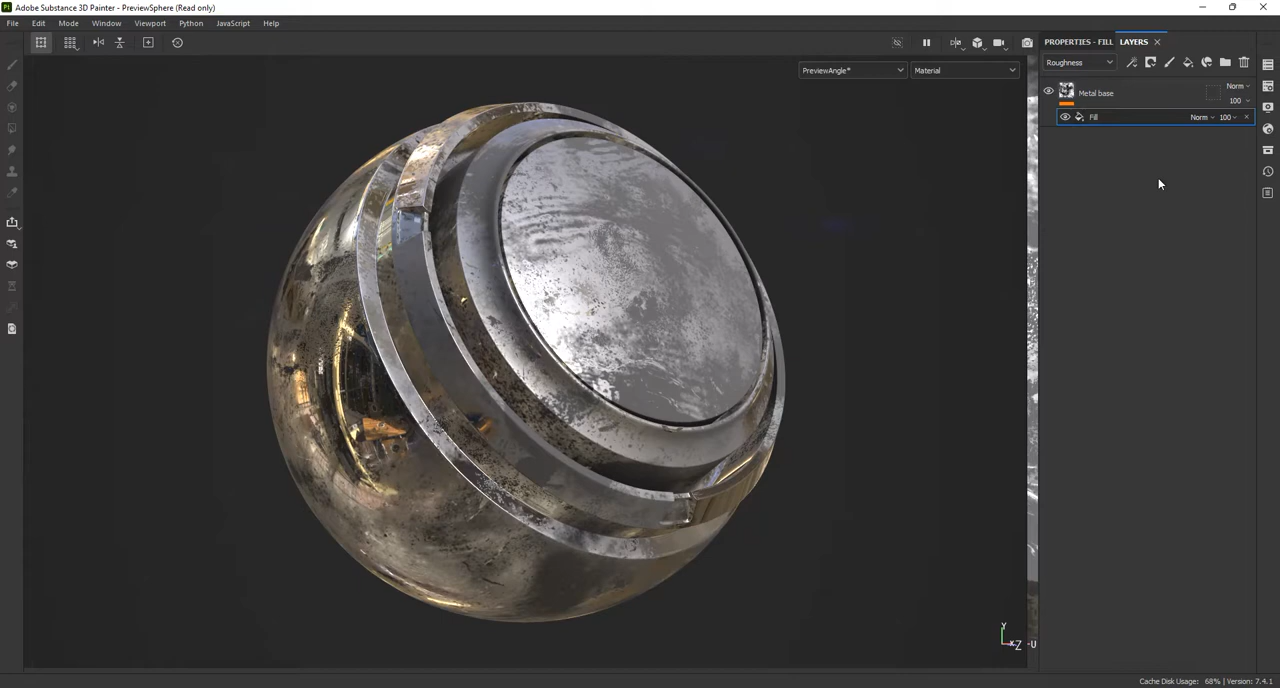 Pt Adobe Substance 3D Painter - PreviewSphere (Read only)
File Edit Mode Window Viewport Python JavaScript Help
PROPERTIES - FILL LAYERS
Roughness
PreviewAngle* Material
Metal base Norm
100
Fill Norm 100
Y
Z
-U
Cache Disk Usage: 68% | Version: 7.4.1